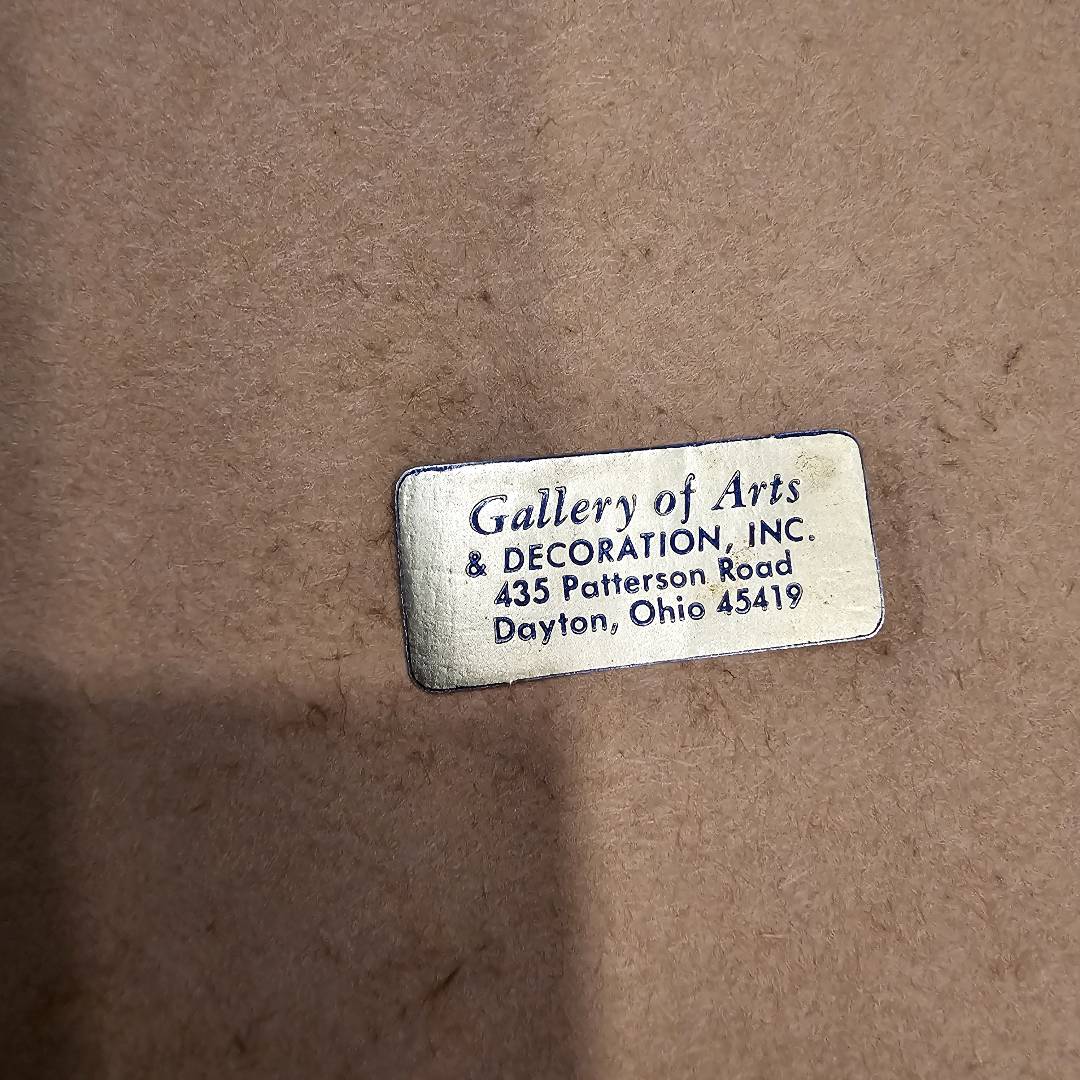 Gallery of Arts
& DECORATION, INC.
435 Patterson Road
Dayton, Ohio 45419